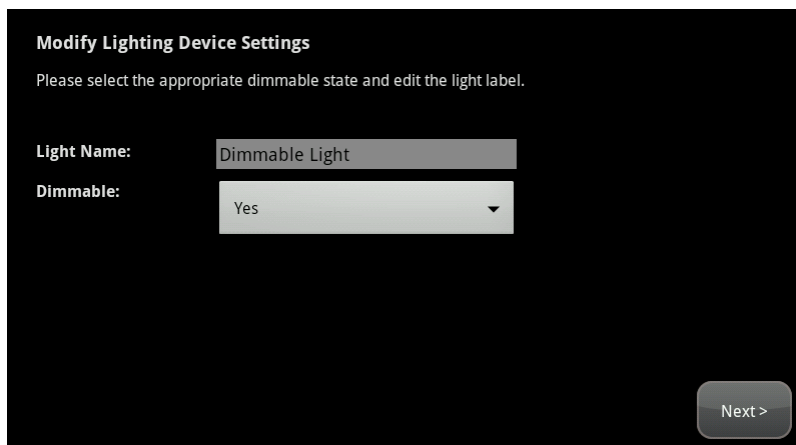 Modify Lighting Device Settings
Please select the appropriate dimmable state and edit the light label.
Light Name: Dimmable Light
Dimmable: Yes
Next >